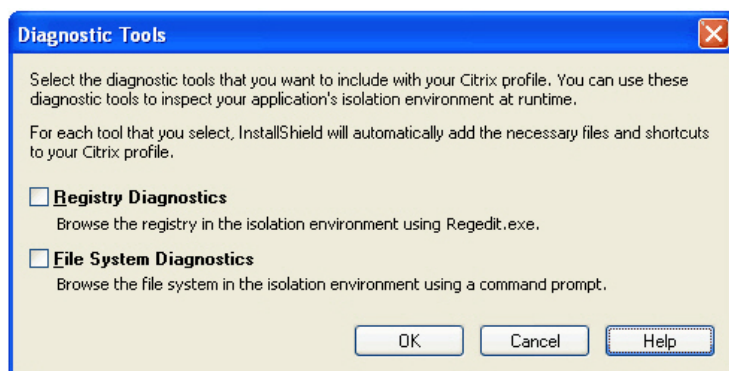 Diagnostic Tools
Select the diagnostic tools that you want to include with your Citrix profile. You can use these
diagnostic tools to inspect your application's isolation environment at runtime.
For each tool that you select, InstallShield will automatically add the necessary files and shortcuts
to your Citrix profile.
Registry Diagnostics
Browse the registry in the isolation environment using Regedit.exe.
File System Diagnostics
Browse the file system in the isolation environment using a command prompt.
OK Cancel Help